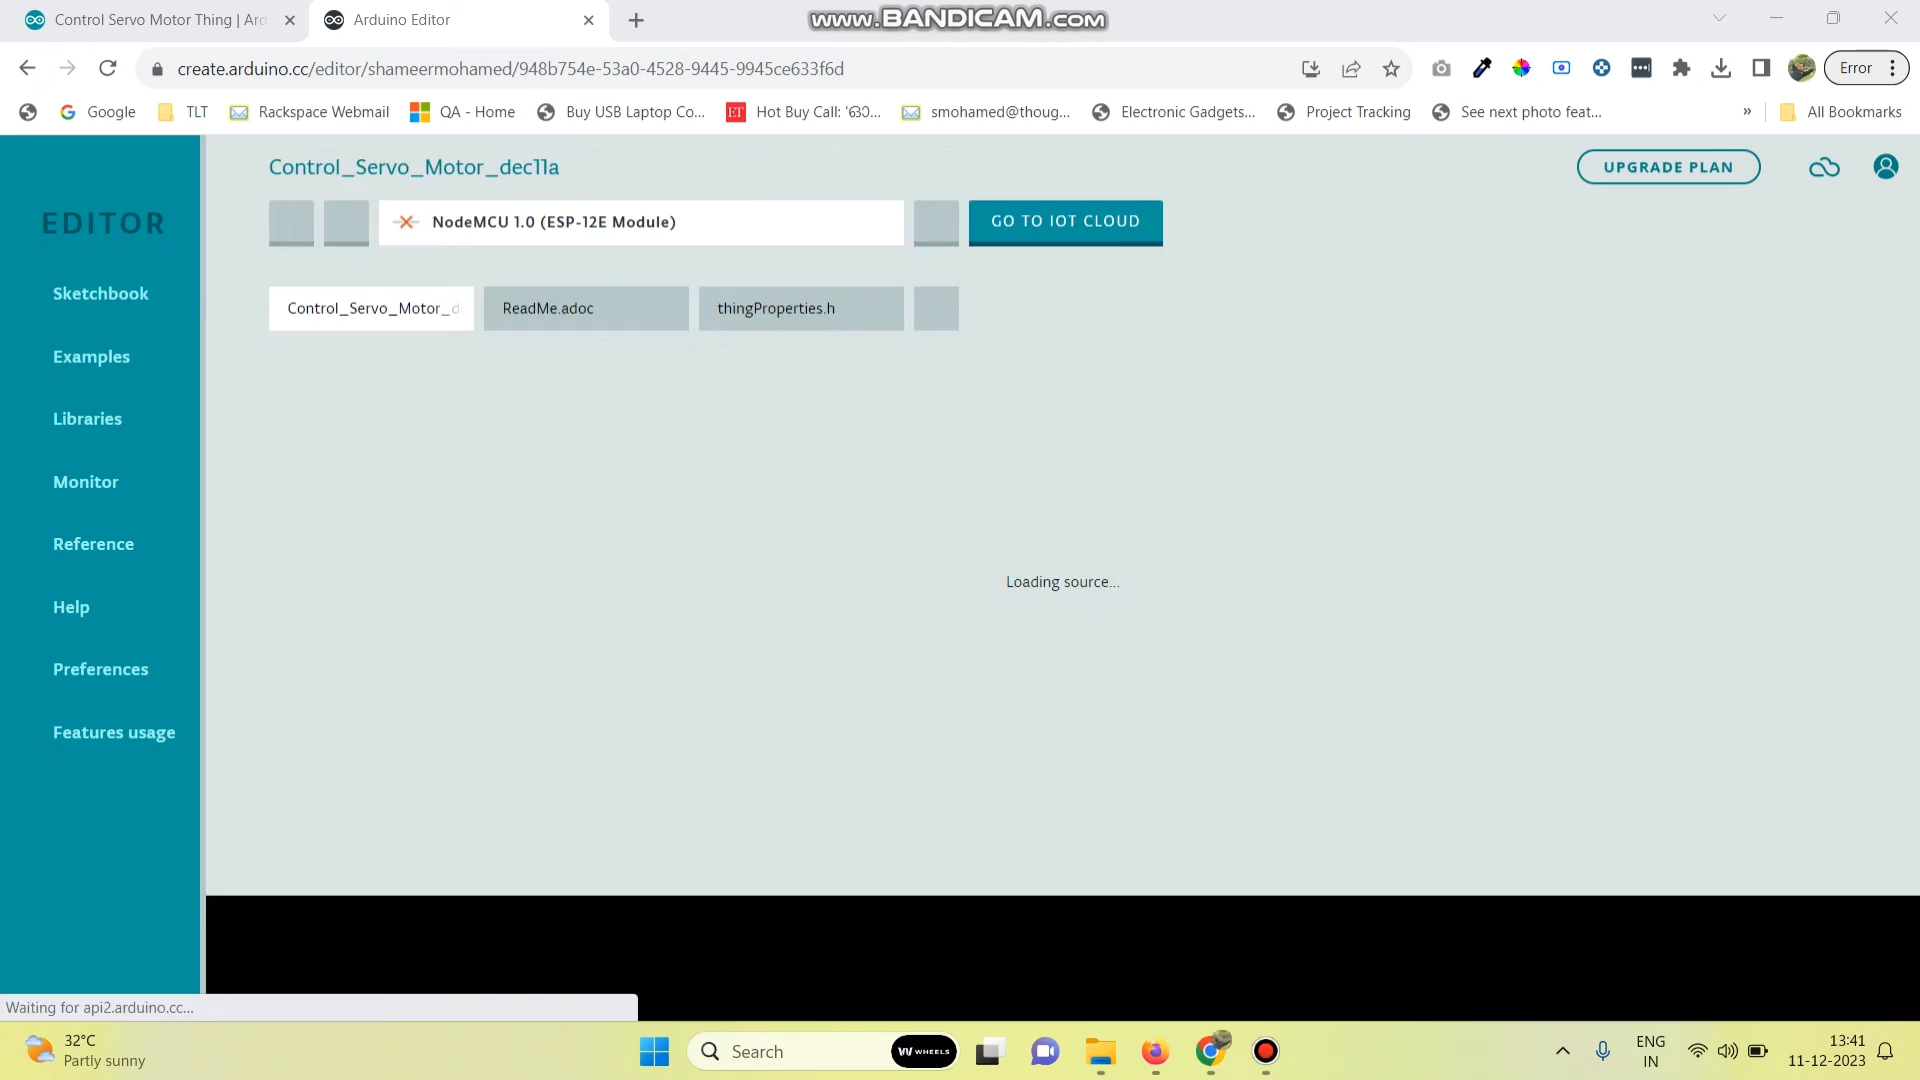 Control Servo Motor Thing | Ard
Arduino Editor
www.BANDICAM.com
create.arduino.cc/editor/shameermohamed/948b754e-53a0-4528-9445-9945ce633f6d
Error
Google
TLT
Rackspace Webmail
QA - Home
Buy USB Laptop Co...
ET
Hot Buy Call: '630...
smohamed@thoug...
Electronic Gadgets...
Project Tracking
See next photo feat...
»
All Bookmarks
Control_Servo_Motor_dec11a
UPGRADE PLAN
EDITOR
NodeMCU 1.0 (ESP-12E Module)
GO TO IOT CLOUD
Sketchbook
Control_Servo_Motor_d
ReadMe.adoc
thingProperties.h
Examples
Libraries
Monitor
Reference
Loading source...
Help
Preferences
Features usage
Waiting for api2.arduino.cc...
32°C
Partly sunny
Search
WHEELS
ENG
IN
13:41
11-12-2023